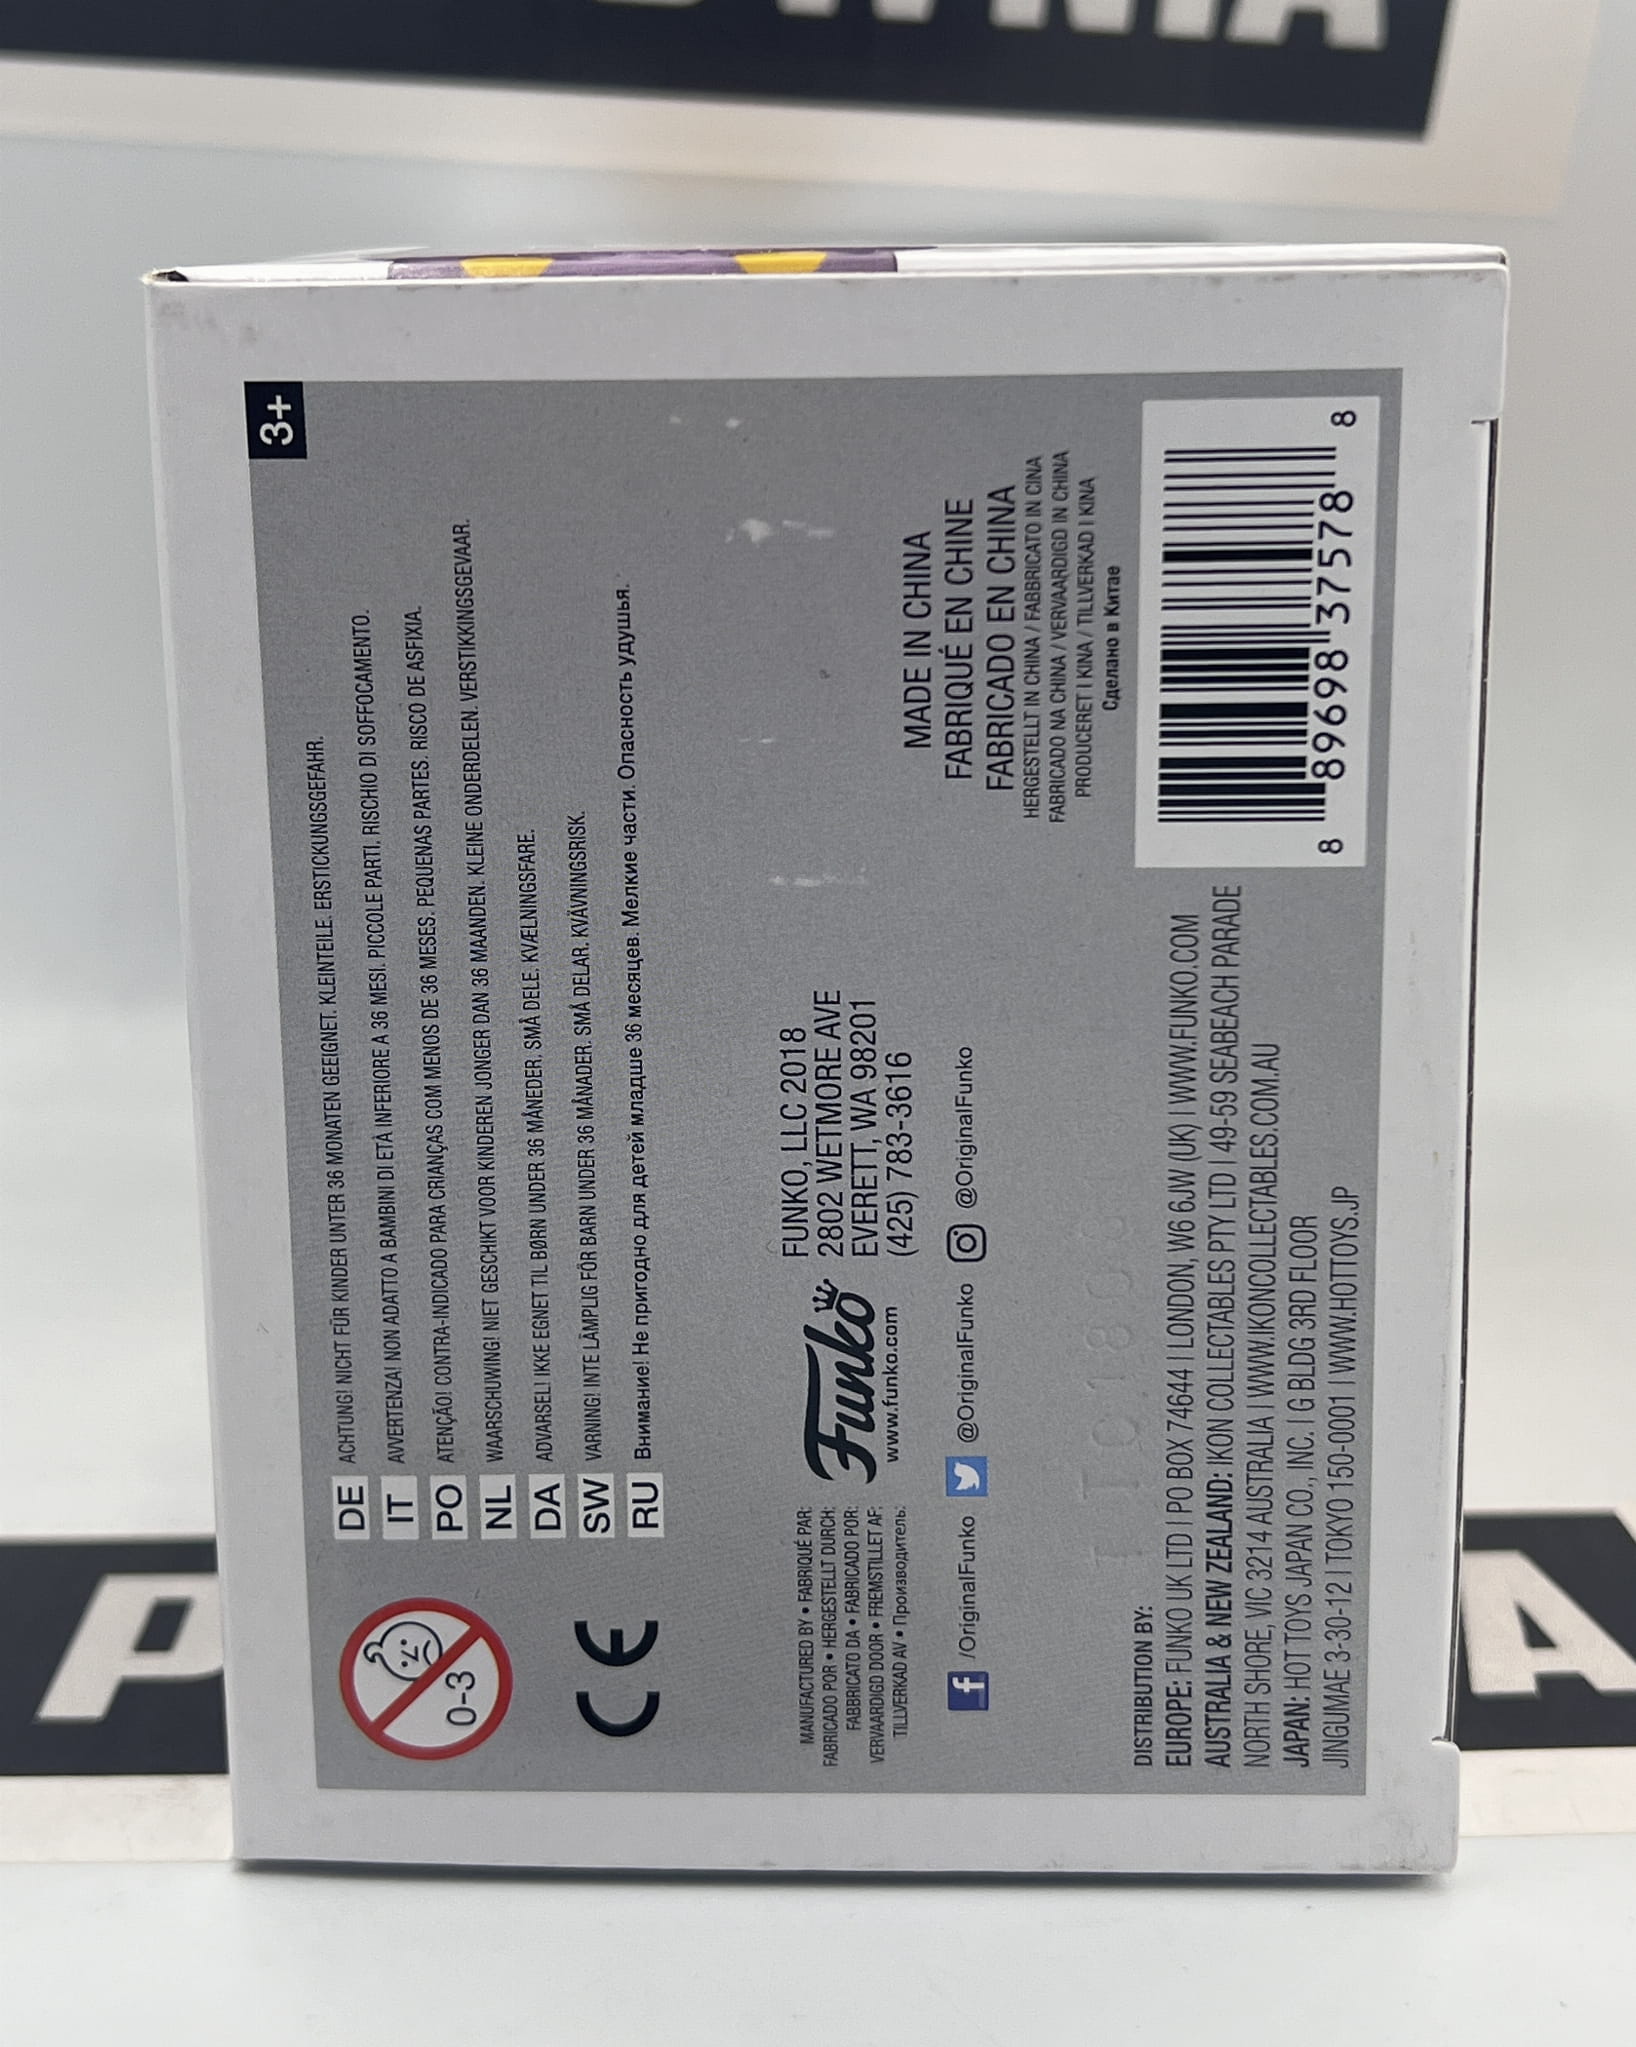 3+
DE ACHTUNG! NICHT FÜR KINDER UNTER 36 MONATEN GEEIGNET. KLEINTEILE. ERSTICKUNGSGEFAHR.
IT AVVERTENZA! NON ADATTO A BAMBINI DI ETÀ INFERIORE A 36 MESI. PICCOLE PARTI. RISCHIO DI SOFFOCAMENTO.
PO ATENÇÃO! CONTRA-INDICADO PARA CRIANÇAS COM MENOS DE 36 MESES. PEQUENAS PARTES. RISCO DE ASFIXIA.
NL WAARSCHUWING! NIET GESCHIKT VOOR KINDEREN JONGER DAN 36 MAANDEN. KLEINE ONDERDELEN. VERSTIKKINGSGEVAAR.
DA ADVARSEL! IKKE EGNET TIL BØRN UNDER 36 MÅNEDER. SMÅ DELE. KVÆLNINGSFARE.
SW VARNING! INTE LÄMPLIG FÖR BARN UNDER 36 MÅNADER. SMÅ DELAR. KVÄVNINGSRISK.
RU Внимание! Не пригодно для детей младше 36 месяцев. Мелкие части. Опасность удушья.
0-3
CE
MANUFACTURED BY • FABRIQUÉ PAR:
FABRICADO POR • HERGESTELLT DURCH:
FABBRICATO DA • FABRICADO POR:
VERVAARDIGD DOOR • FREMSTILLET AF:
TILLVERKAD AV • Производитель:
Funko
www.funko.com
FUNKO, LLC 2018
2802 WETMORE AVE
EVERETT, WA 98201
(425) 783-3616
/OriginalFunko @OriginalFunko @OriginalFunko
MADE IN CHINA
FABRIQUÉ EN CHINE
FABRICADO EN CHINA
HERGESTELLT IN CHINA / FABBRICATO IN CINA
FABRICADO NA CHINA / VERVAARDIGD IN CHINA
PRODUCERET I KINA / TILLVERKAD I KINA
Сделано в Китае
DISTRIBUTION BY:
EUROPE: FUNKO UK LTD | PO BOX 74644 | LONDON, W6 6JW (UK) | WWW.FUNKO.COM
AUSTRALIA & NEW ZEALAND: IKON COLLECTABLES PTY LTD | 49-59 SEABEACH PARADE
NORTH SHORE, VIC 3214 AUSTRALIA | WWW.IKONCOLLECTABLES.COM.AU
JAPAN: HOT TOYS JAPAN CO., INC. | G BLDG 3RD FLOOR
JINGUMAE 3-30-12 | TOKYO 150-0001 | WWW.HOTTOYS.JP
8 89698 37578 8